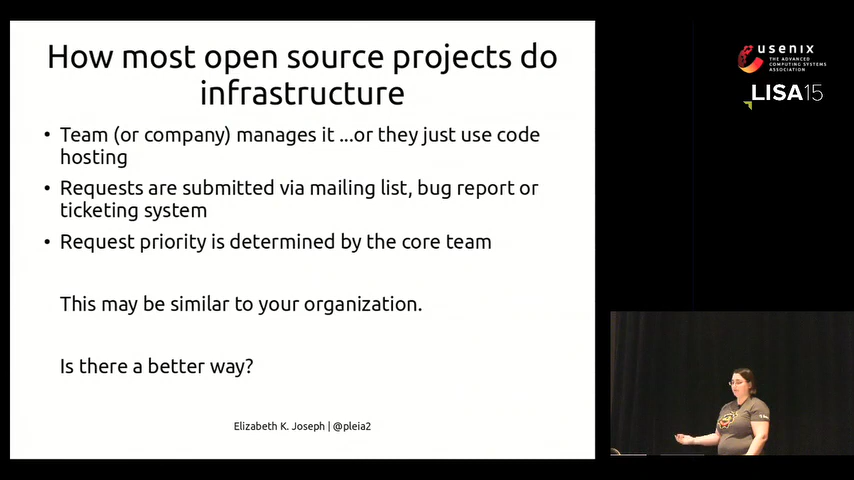 How most open source projects do
infrastructure
• Team (or company) manages it ...or they just use code
hosting
• Requests are submitted via mailing list, bug report or
ticketing system
• Request priority is determined by the core team
This may be similar to your organization.
Is there a better way?
Elizabeth K. Joseph | @pleia2
usenix
THE ADVANCED
COMPUTING SYSTEMS
ASSOCIATION
LISA15